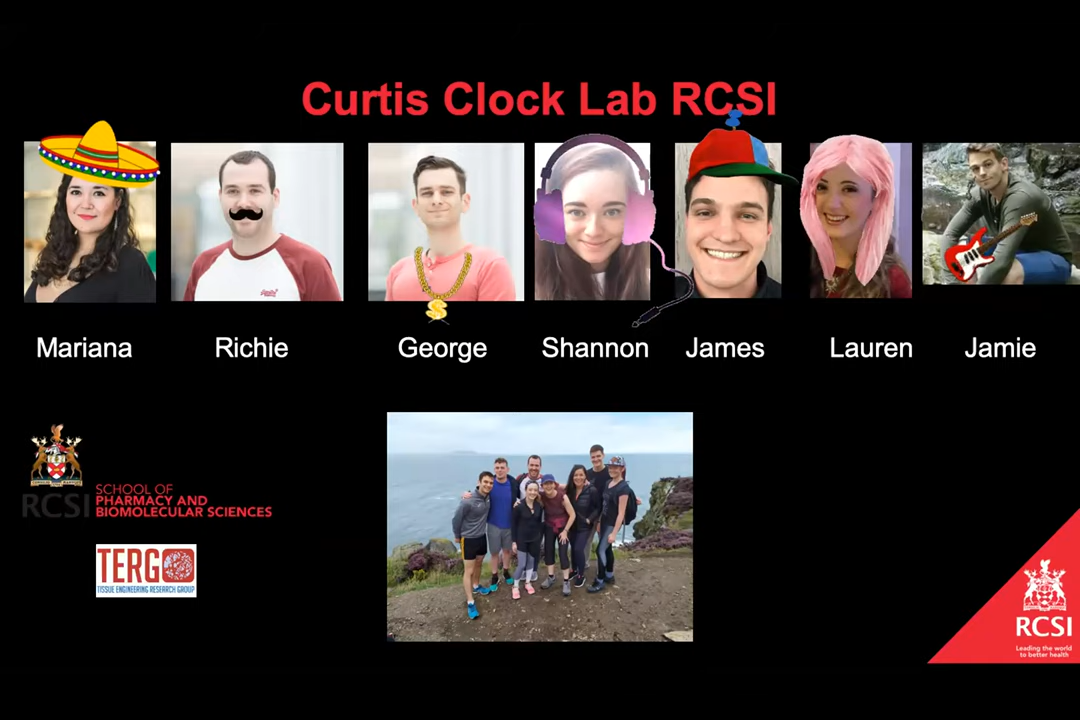 Curtis Clock Lab RCSI
Mariana
Richie
George
Shannon
James
Lauren
Jamie
RCSI
SCHOOL OF
PHARMACY AND
BIOMOLECULAR SCIENCES
TERG
TISSUE ENGINEERING RESEARCH GROUP
RCSI
Leading the world
to better health